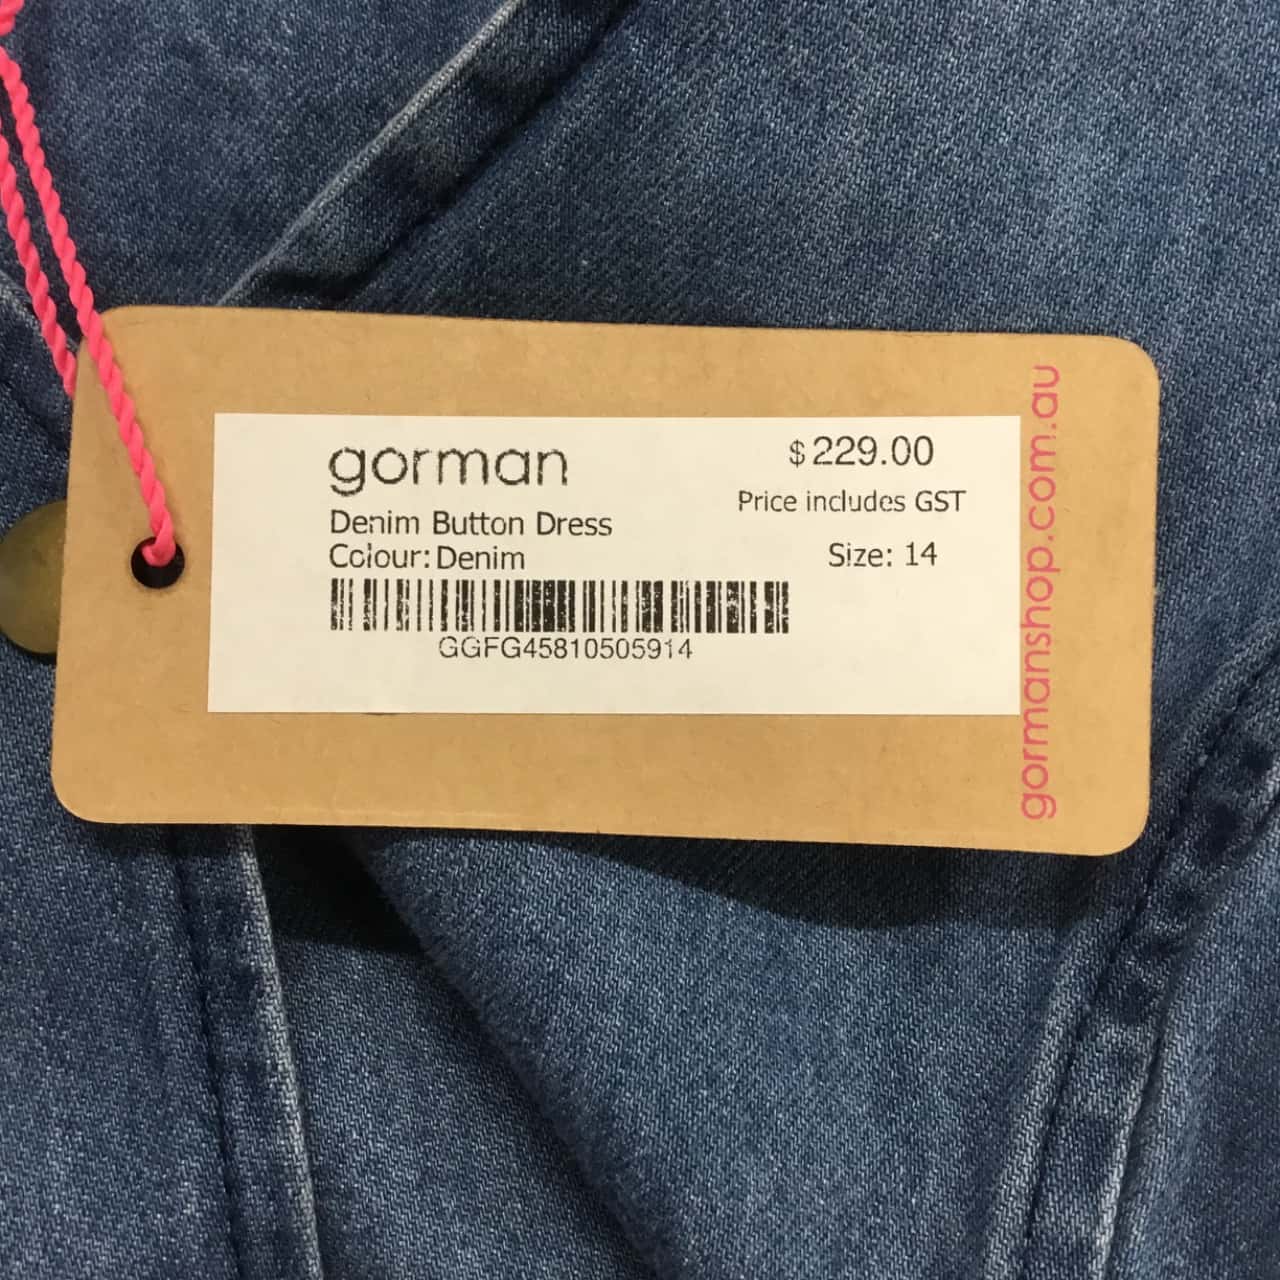 gorman
$229.00
Price includes GST
Denim Button Dress
Colour: Denim
Size: 14
GGFG45810505914
gormanshop.com.au